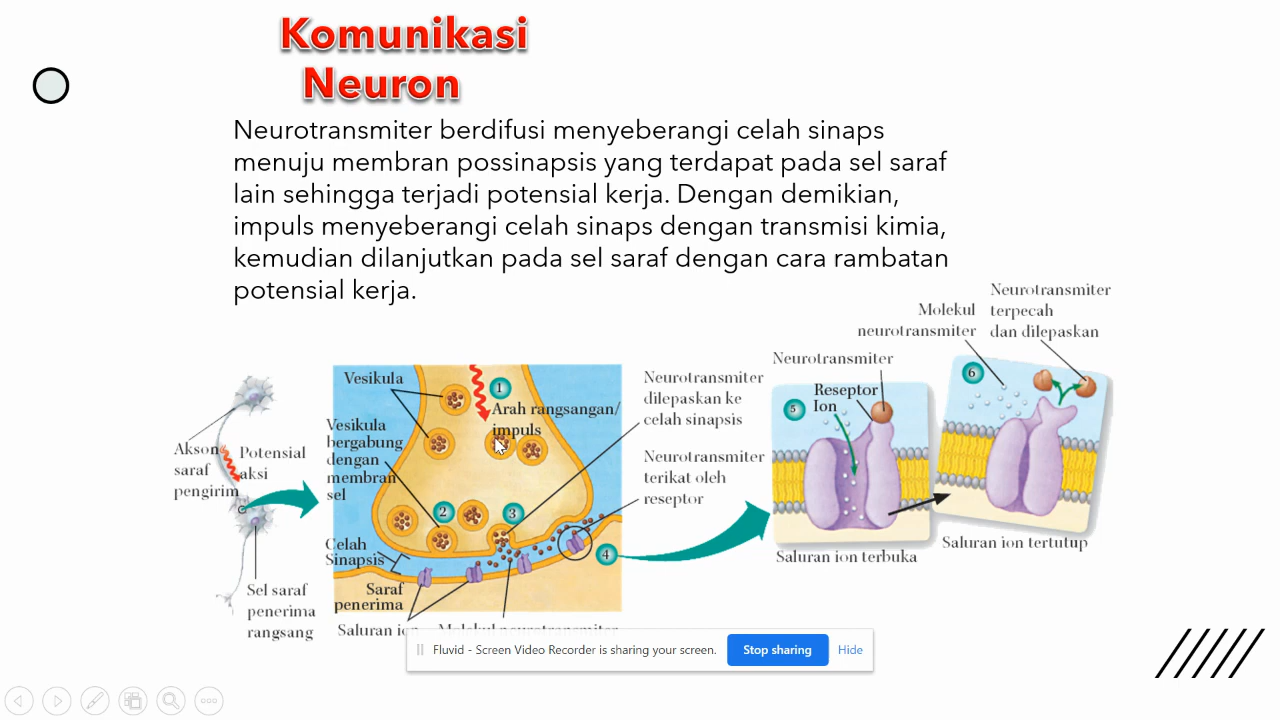 Komunikasi
Neuron
Neurotransmiter berdifusi menyeberangi celah sinaps
menuju membran possinapsis yang terdapat pada sel saraf
lain sehingga terjadi potensial kerja. Dengan demikian,
impuls menyeberangi celah sinaps dengan transmisi kimia,
kemudian dilanjutkan pada sel saraf dengan cara rambatan
potensial kerja.
Akson
saraf
pengirim
Potensial
aksi
Sel saraf
penerima
rangsang
Vesikula
1
Arah rangsangan/
impuls
Vesikula
bergabung
dengan
membran
sel
2
3
Celah
Sinapsis
Saraf
penerima
Saluran ion
Molekul neurotransmiter
Neurotransmiter
dilepaskan ke
celah sinapsis
Neurotransmiter
terikat oleh
reseptor
4
Neurotransmiter
5
Reseptor
Ion
Saluran ion terbuka
Molekul
neurotransmiter
Neurotransmiter
terpecah
dan dilepaskan
6
Saluran ion tertutup
Fluvid - Screen Video Recorder is sharing your screen.
Stop sharing
Hide